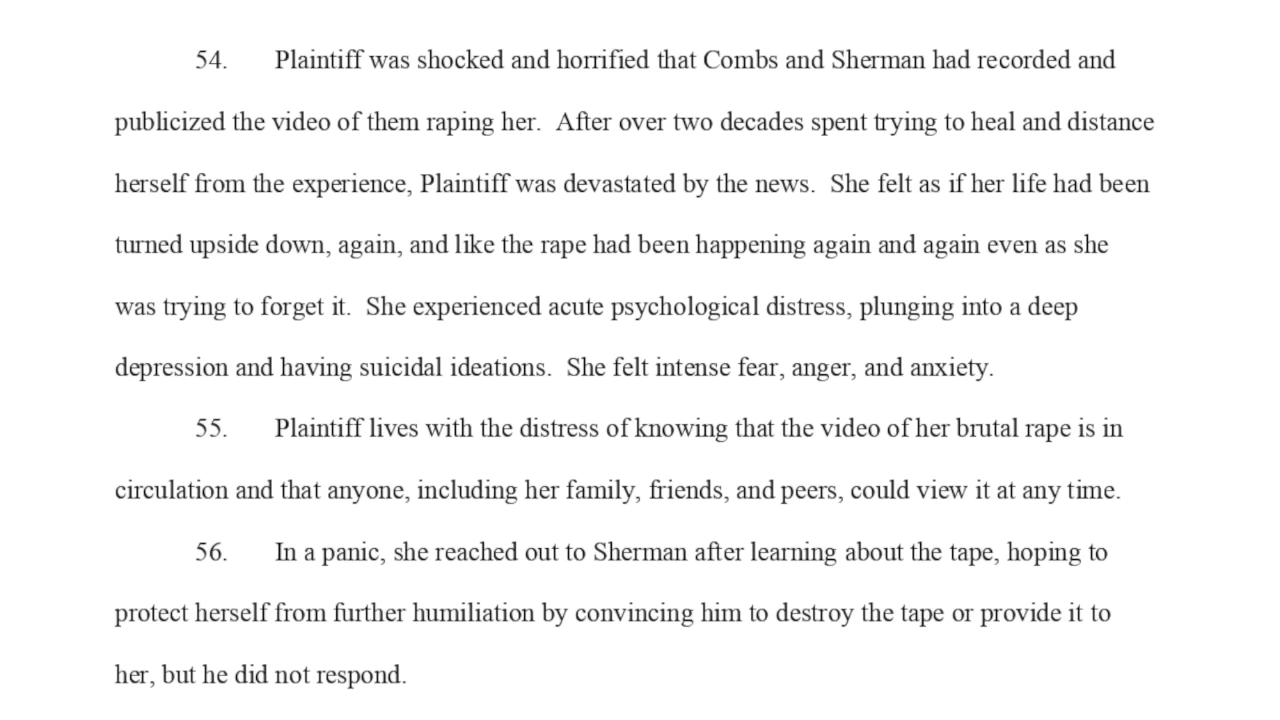 54. Plaintiff was shocked and horrified that Combs and Sherman had recorded and
publicized the video of them raping her. After over two decades spent trying to heal and distance
herself from the experience, Plaintiff was devastated by the news. She felt as if her life had been
turned upside down, again, and like the rape had been happening again and again even as she
was trying to forget it. She experienced acute psychological distress, plunging into a deep
depression and having suicidal ideations. She felt intense fear, anger, and anxiety.
55. Plaintiff lives with the distress of knowing that the video of her brutal rape is in
circulation and that anyone, including her family, friends, and peers, could view it at any time.
56. In a panic, she reached out to Sherman after learning about the tape, hoping to
protect herself from further humiliation by convincing him to destroy the tape or provide it to
her, but he did not respond.